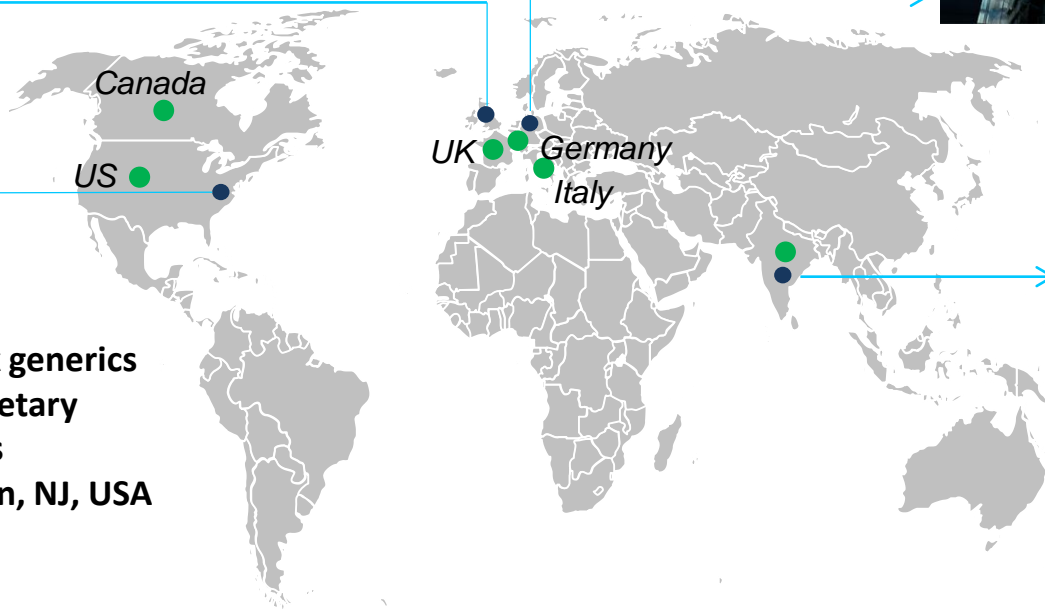 Canada
US
UK
Germany
Italy
generics
etary
s
n, NJ, USA